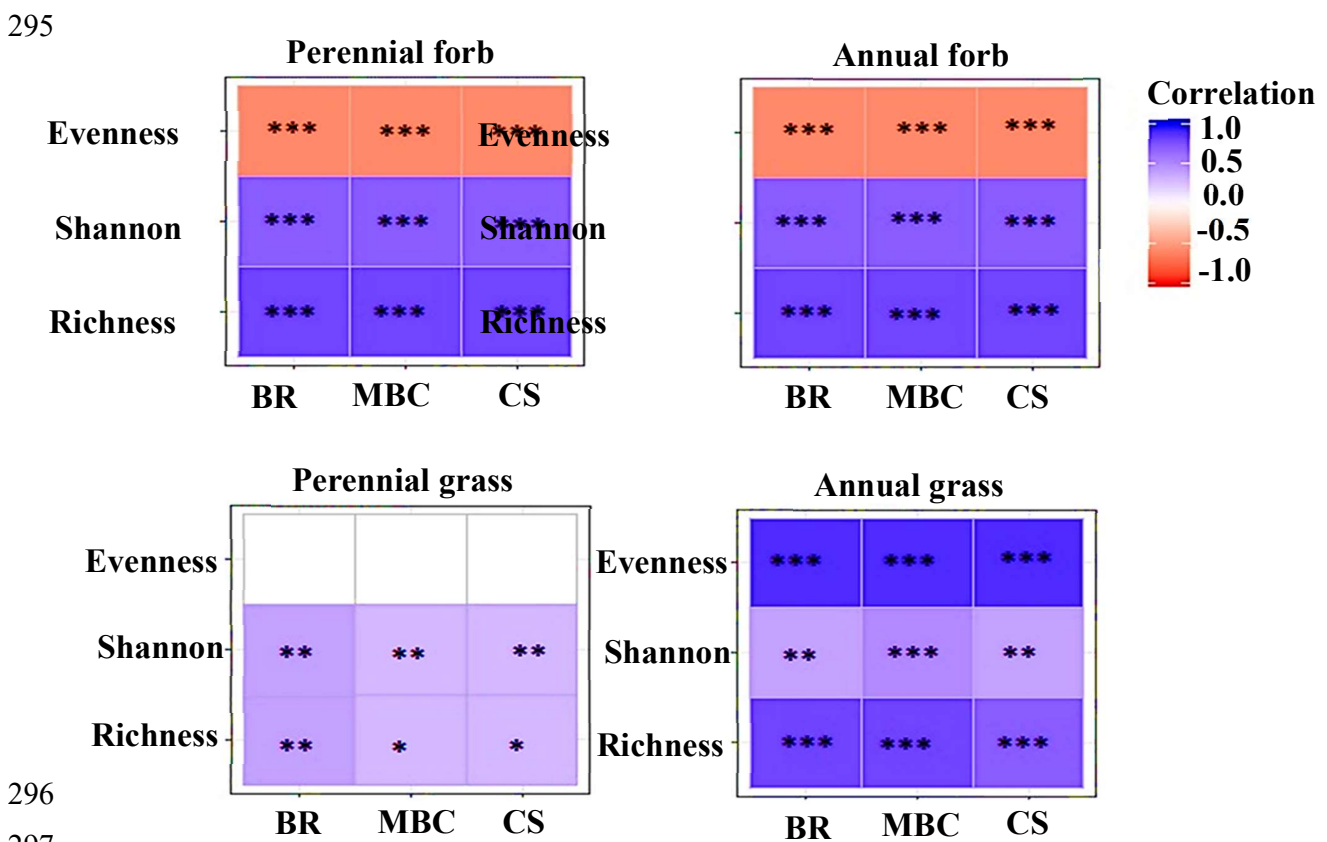 295
Perennial forb
Evenness *** *** ***
Shannon *** *** ***
Richness *** *** ***
BR MBC CS
Annual forb
Evenness *** *** ***
Shannon *** *** ***
Richness *** *** ***
BR MBC CS
Correlation
1.0
0.5
0.0
-0.5
-1.0
Perennial grass
Evenness
Shannon ** ** **
Richness ** * *
BR MBC CS
Annual grass
Evenness *** *** ***
Shannon ** *** **
Richness *** *** ***
BR MBC CS
296
297